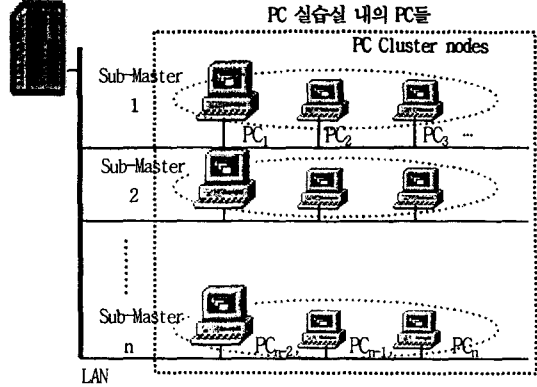 PC 실습실 내의 PC들
PC Cluster nodes
Sub-Master
1
PC₁ PC₂ PC₃ …
Sub-Master
2
Sub-Master
n
PCₙ₋₂, PCₙ₋₁, PCₙ
LAN